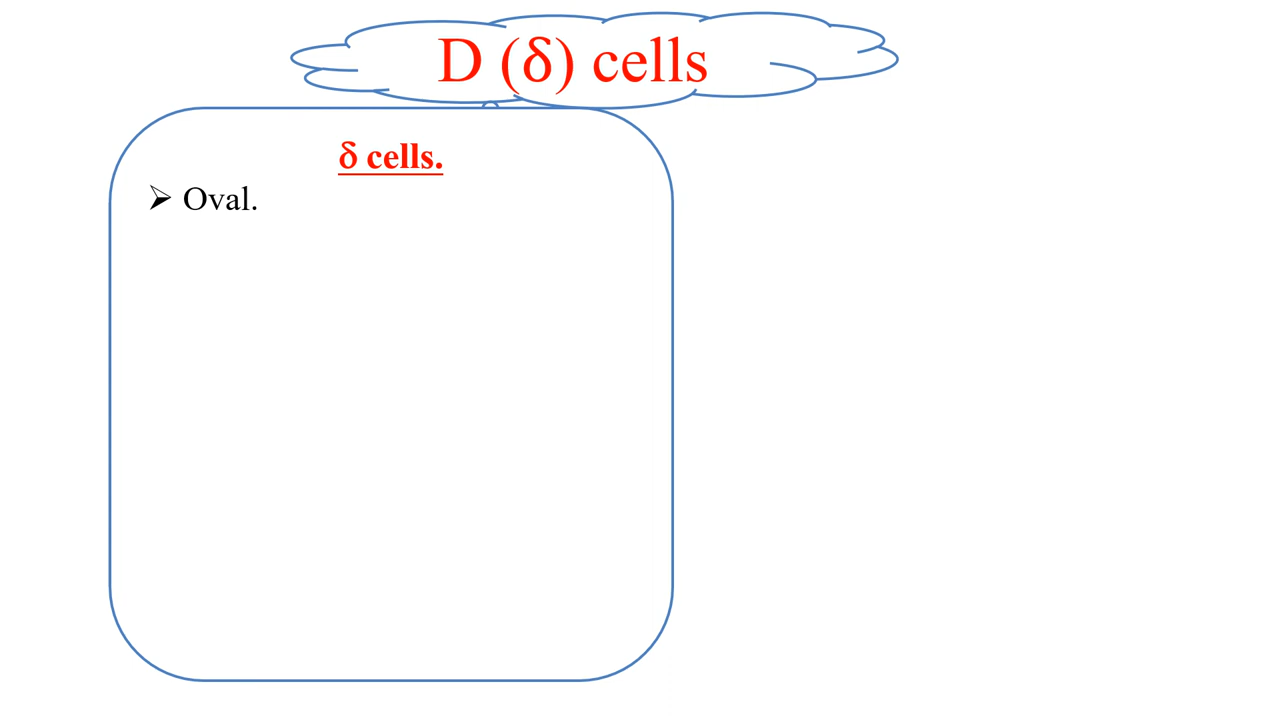 D (δ) cells
δ cells.
➢ Oval.